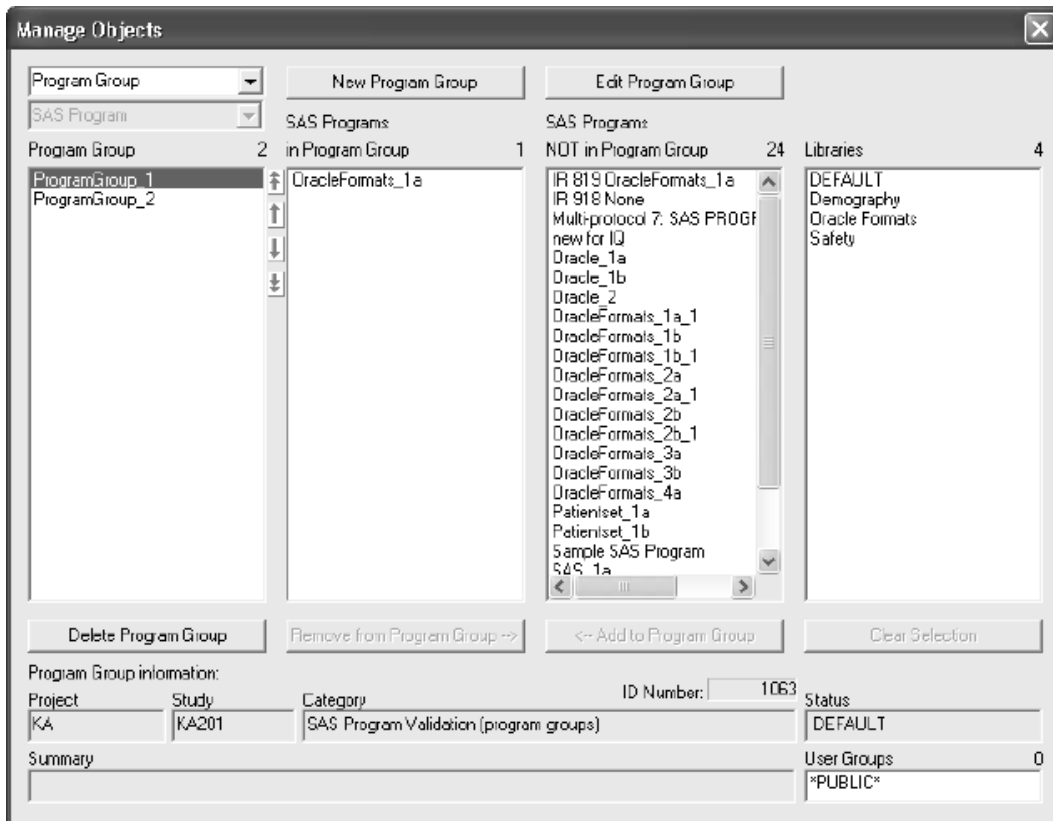 Manage Objects
Program Group
New Program Group
Edit Program Group
SAS Program
SAS Programs
SAS Programs
Program Group 2
in Program Group 1
NOT in Program Group 24
Libraries 4
ProgramGroup_1
ProgramGroup_2
OracleFormats_1a
IR 819 OracleFormats_1a
IR 918 None
Multi-protocol 7: SAS PROGF
new for IQ
Oracle_1a
Oracle_1b
Oracle_2
OracleFormats_1a_1
OracleFormats_1b
OracleFormats_1b_1
OracleFormats_2a
OracleFormats_2a_1
OracleFormats_2b
OracleFormats_2b_1
OracleFormats_3a
OracleFormats_3b
OracleFormats_4a
Patientset_1a
Patientset_1b
Sample SAS Program
SAS_1a
DEFAULT
Demography
Oracle Formats
Safety
Delete Program Group
Remove from Program Group -->
<-- Add to Program Group
Clear Selection
Program Group information:
Project
Study
Category
ID Number: 1063
Status
KA
KA201
SAS Program Validation (program groups)
DEFAULT
Summary
User Groups 0
*PUBLIC*